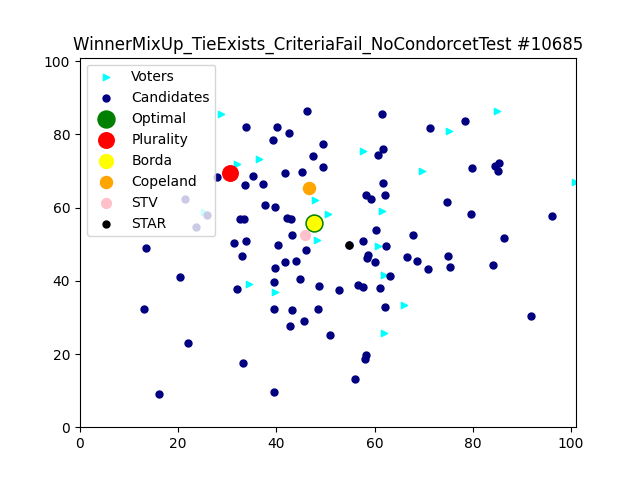 WinnerMixUp_TieExists_CriteriaFail_NoCondorcetTest #10685
100
80
60
40
20
0
Voters
Candidates
Optimal
Plurality
Borda
Copeland
STV
STAR
0 20 40 60 80 100